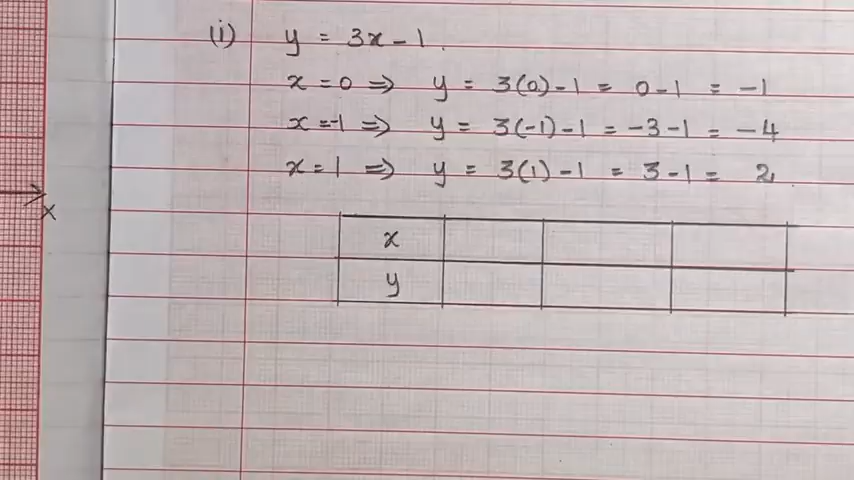 (i) y = 3x - 1.
x = 0 ⇒ y = 3(0) - 1 = 0 - 1 = -1
x = -1 ⇒ y = 3(-1) - 1 = -3 - 1 = -4
x = 1 ⇒ y = 3(1) - 1 = 3 - 1 = 2
X
x
y